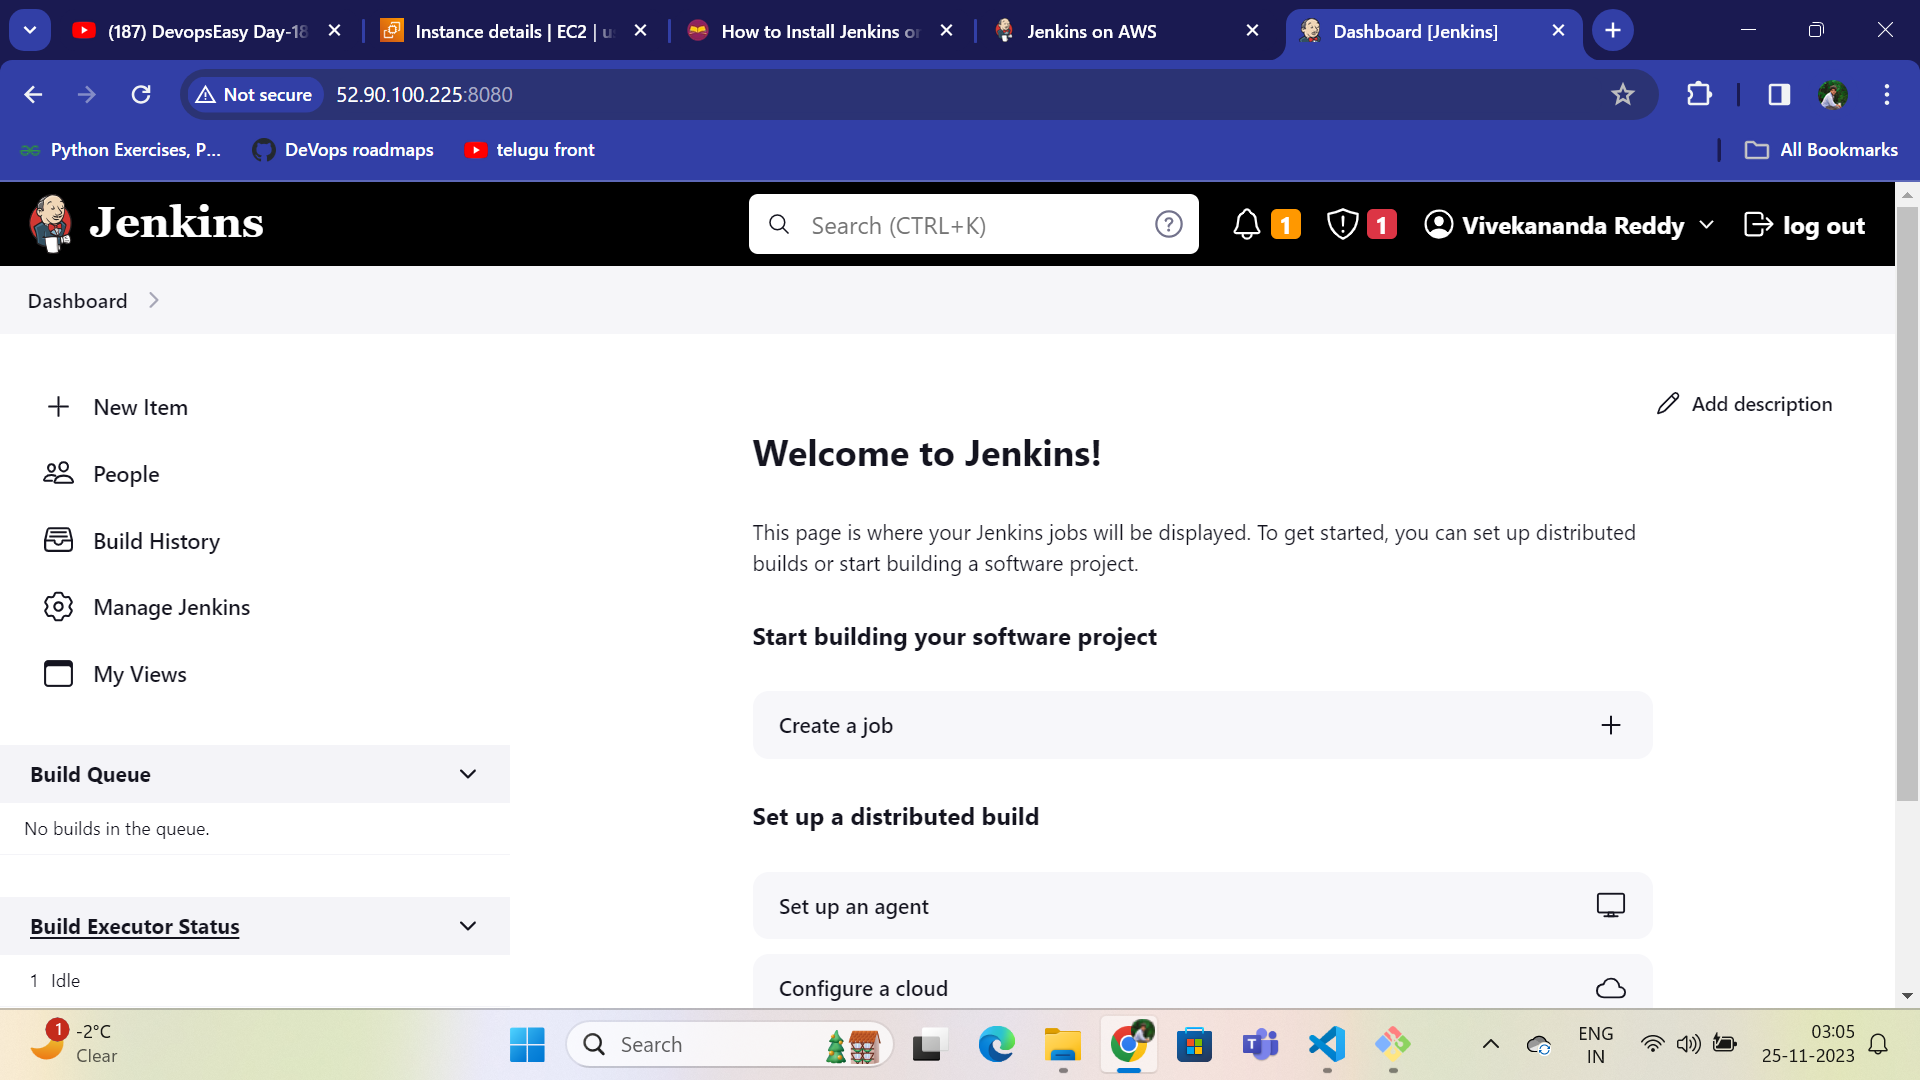 (187) DevopsEasy Day-18
Instance details | EC2 | us
How to Install Jenkins on
Jenkins on AWS
Dashboard [Jenkins]
Not secure
52.90.100.225:8080
Python Exercises, P...
DeVops roadmaps
telugu front
All Bookmarks
Jenkins
Search (CTRL+K)
1
1
Vivekananda Reddy
log out
Dashboard
New Item
People
Build History
Manage Jenkins
My Views
Build Queue
No builds in the queue.
Build Executor Status
1 Idle
Add description
Welcome to Jenkins!
This page is where your Jenkins jobs will be displayed. To get started, you can set up distributed
builds or start building a software project.
Start building your software project
Create a job
Set up a distributed build
Set up an agent
Configure a cloud
1
-2°C
Clear
Search
ENG
IN
03:05
25-11-2023